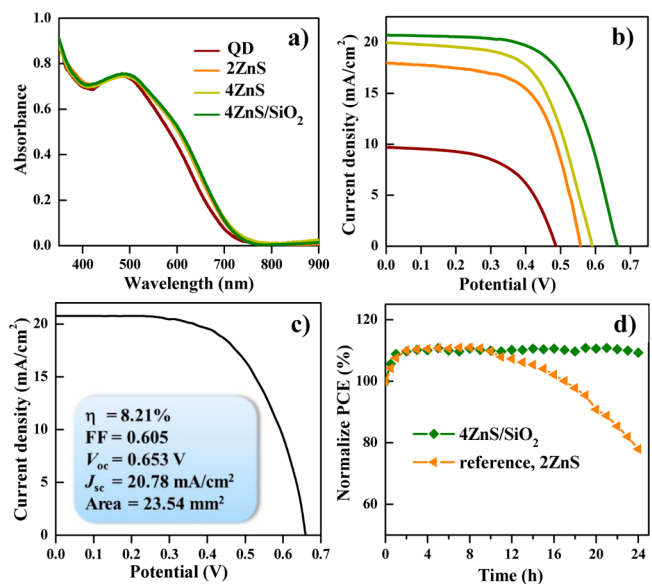 a)
QD
2ZnS
4ZnS
4ZnS/SiO2
Absorbance
1.0
0.8
0.6
0.4
0.2
0.0
400 500 600 700 800 900
Wavelength (nm)
b)
Current density (mA/cm2)
20
15
10
5
0
0.0 0.1 0.2 0.3 0.4 0.5 0.6 0.7
Potential (V)
c)
Current density (mA/cm2)
20
10
0
η = 8.21%
FF = 0.605
Voc = 0.653 V
Jsc = 20.78 mA/cm2
Area = 23.54 mm2
0.0 0.1 0.2 0.3 0.4 0.5 0.6 0.7
Potential (V)
d)
Normalize PCE (%)
120
100
80
60
4ZnS/SiO2
reference, 2ZnS
0 4 8 12 16 20 24
Time (h)